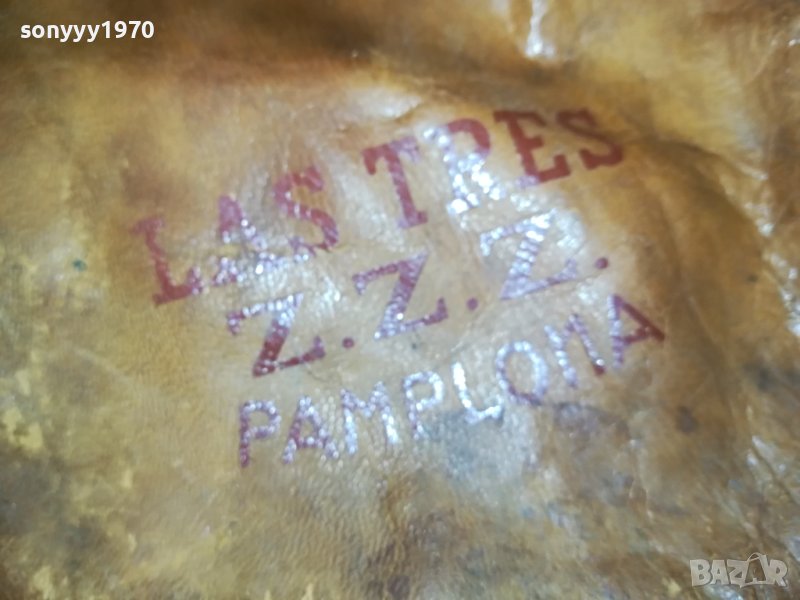 sonyyy1970
LAS TRES
Z.Z.Z.
PAMPLONA
BAZAR